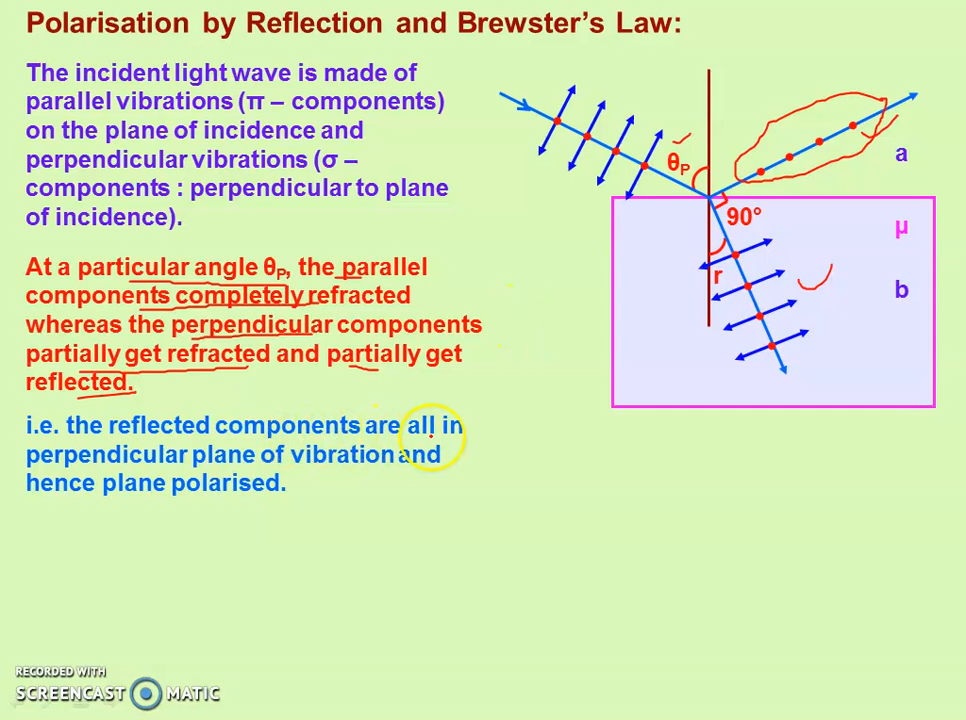 Polarisation by Reflection and Brewster's Law:
The incident light wave is made of
parallel vibrations (π – components)
on the plane of incidence and
perpendicular vibrations (σ –
components : perpendicular to plane
of incidence).
At a particular angle θP, the parallel
components completely refracted
whereas the perpendicular components
partially get refracted and partially get
reflected.
i.e. the reflected components are all in
perpendicular plane of vibration and
hence plane polarised.
θP
a
90°
μ
r
b
RECORDED WITH
SCREENCAST MATIC